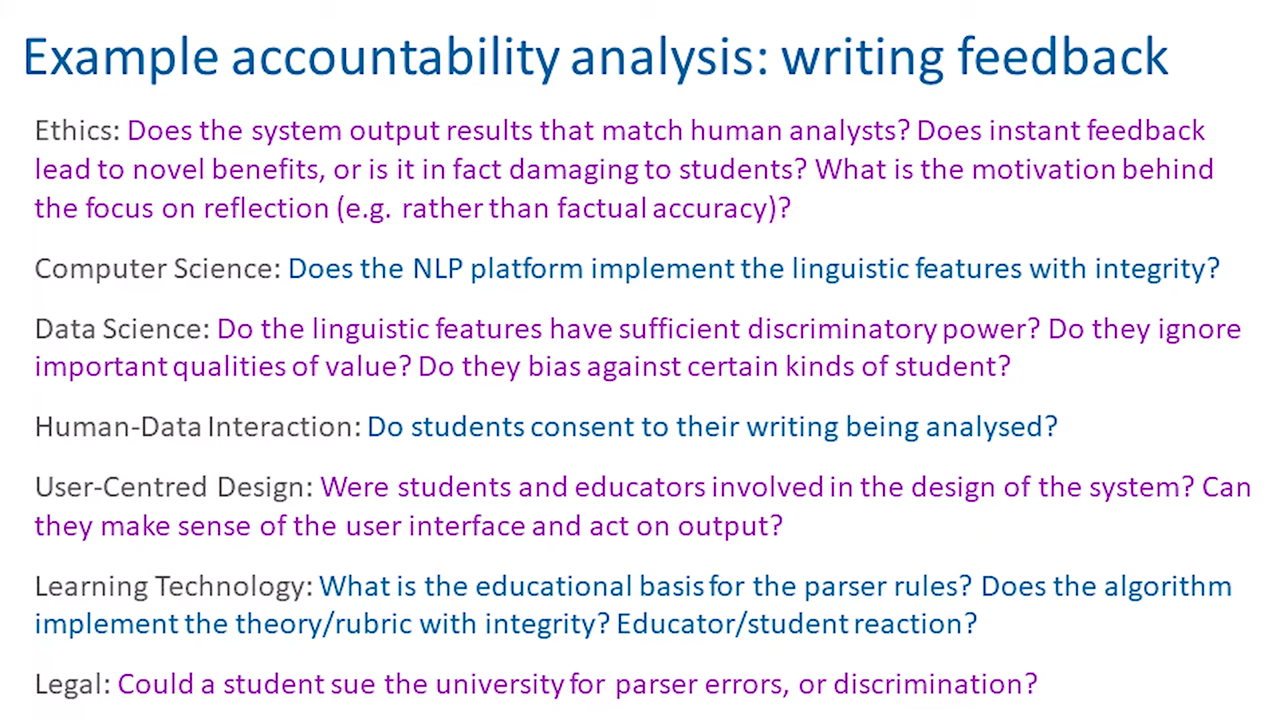 Example accountability analysis: writing feedback
Ethics: Does the system output results that match human analysts? Does instant feedback
lead to novel benefits, or is it in fact damaging to students? What is the motivation behind
the focus on reflection (e.g. rather than factual accuracy)?
Computer Science: Does the NLP platform implement the linguistic features with integrity?
Data Science: Do the linguistic features have sufficient discriminatory power? Do they ignore
important qualities of value? Do they bias against certain kinds of student?
Human-Data Interaction: Do students consent to their writing being analysed?
User-Centred Design: Were students and educators involved in the design of the system? Can
they make sense of the user interface and act on output?
Learning Technology: What is the educational basis for the parser rules? Does the algorithm
implement the theory/rubric with integrity? Educator/student reaction?
Legal: Could a student sue the university for parser errors, or discrimination?